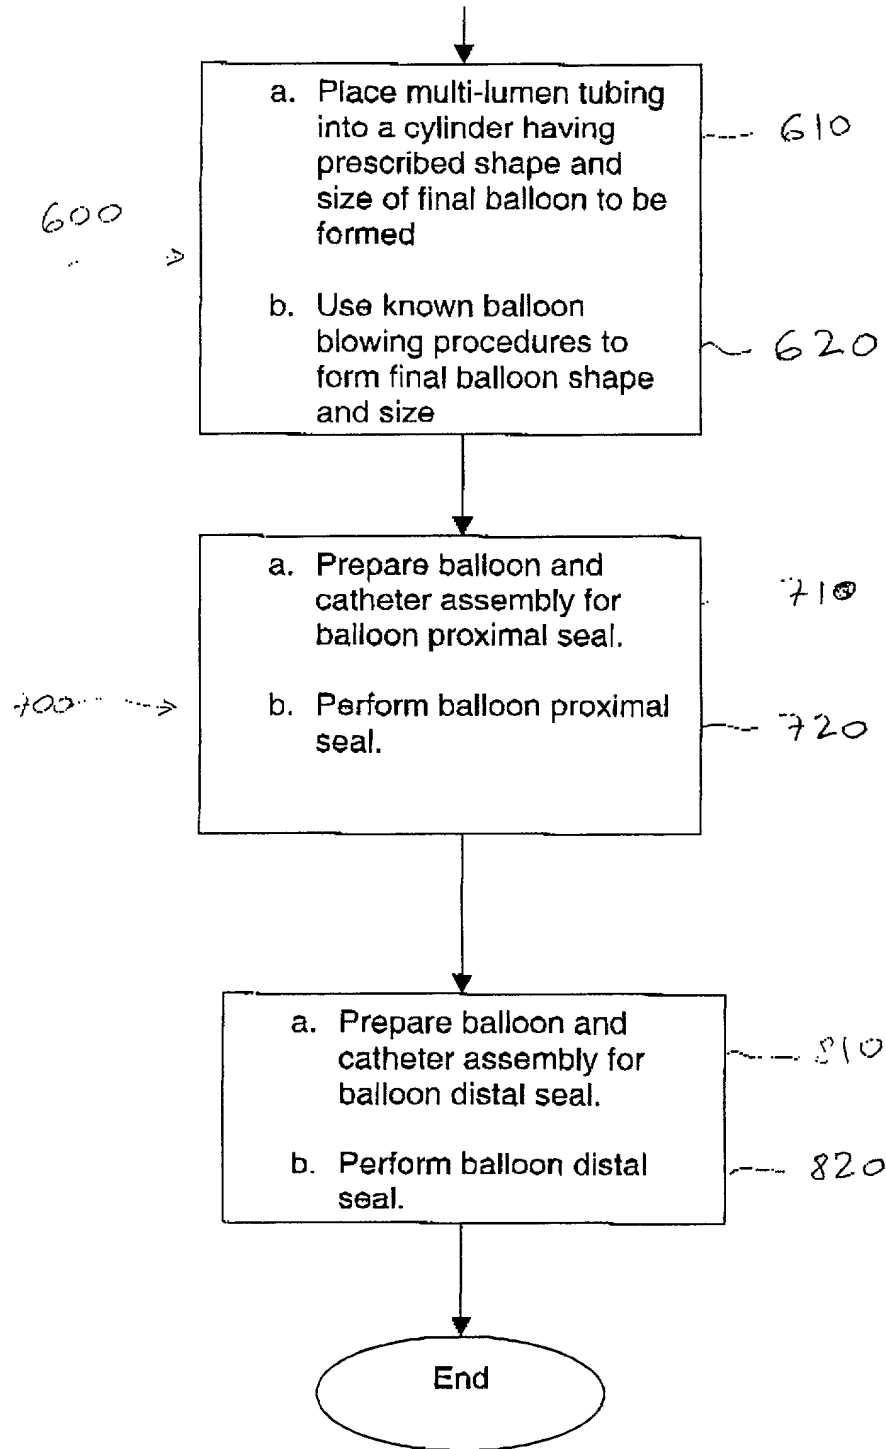 a. Place multi-lumen tubing
into a cylinder having
prescribed shape and
size of final balloon to be
formed
610
600
b. Use known balloon
blowing procedures to
form final balloon shape
and size
620
a. Prepare balloon and
catheter assembly for
balloon proximal seal.
710
700
b. Perform balloon proximal
seal.
720
a. Prepare balloon and
catheter assembly for
balloon distal seal.
810
b. Perform balloon distal
seal.
820
End